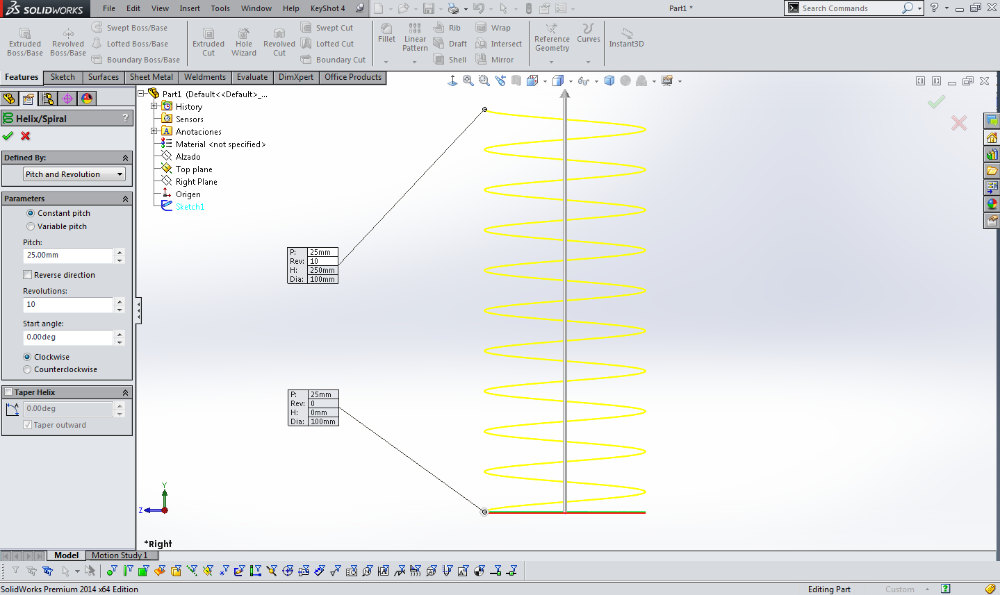 SOLIDWORKS
File Edit View Insert Tools Window Help KeyShot 4
Part1 *
Search Commands
Extruded Boss/Base
Revolved Boss/Base
Swept Boss/Base
Lofted Boss/Base
Boundary Boss/Base
Extruded Cut
Hole Wizard
Revolved Cut
Swept Cut
Lofted Cut
Boundary Cut
Fillet
Linear Pattern
Rib
Draft
Shell
Wrap
Intersect
Mirror
Reference Geometry
Curves
Instant3D
Features Sketch Surfaces Sheet Metal Weldments Evaluate DimXpert Office Products
Helix/Spiral
?
Defined By:
Pitch and Revolution
Parameters
Constant pitch
Variable pitch
Pitch:
25.00mm
Reverse direction
Revolutions:
10
Start angle:
0.00deg
Clockwise
Counterclockwise
Taper Helix
0.00deg
Taper outward
Part1 (Default<<Default>_...
History
Sensors
Anotaciones
Material <not specified>
Alzado
Top plane
Right Plane
Origen
Sketch1
P: 25mm
Rev: 10
H: 250mm
Dia: 100mm
P: 25mm
Rev: 0
H: 0mm
Dia: 100mm
Y
Z
*Right
Model Motion Study 1
SolidWorks Premium 2014 x64 Edition
Editing Part
Custom